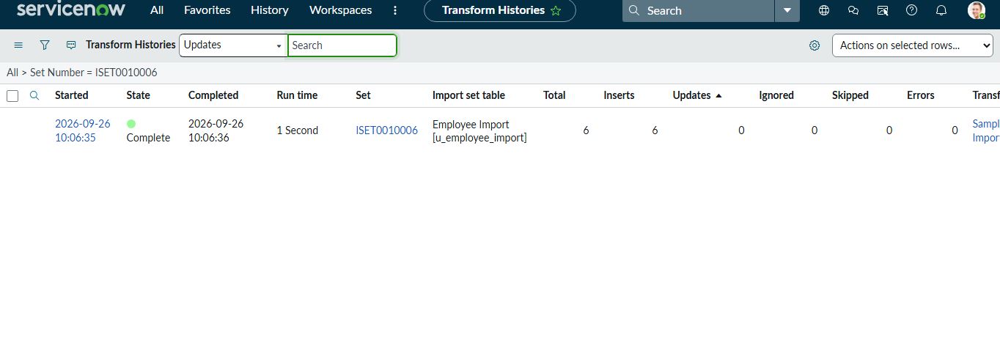 servicenow All Favorites History Workspaces Transform Histories Search
Transform Histories Updates Search Actions on selected rows...
All > Set Number = ISET0010006
Started State Completed Run time Set Import set table Total Inserts Updates Ignored Skipped Errors
2026-09-26 2026-09-26 Employee Import
10:06:35 Complete 10:06:36 1 Second ISET0010006 [u_employee_import] 6 6 0 0 0 0